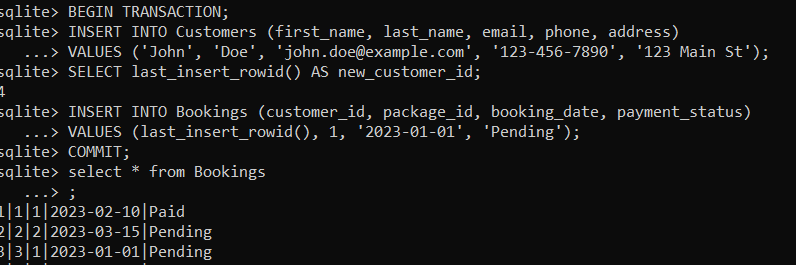 sqlite> BEGIN TRANSACTION;
sqlite> INSERT INTO Customers (first_name, last_name, email, phone, address)
   ...> VALUES ('John', 'Doe', 'john.doe@example.com', '123-456-7890', '123 Main St');
sqlite> SELECT last_insert_rowid() AS new_customer_id;
4
sqlite> INSERT INTO Bookings (customer_id, package_id, booking_date, payment_status)
   ...> VALUES (last_insert_rowid(), 1, '2023-01-01', 'Pending');
sqlite> COMMIT;
sqlite> select * from Bookings
   ...> ;
1|1|1|2023-02-10|Paid
2|2|2|2023-03-15|Pending
3|3|1|2023-01-01|Pending